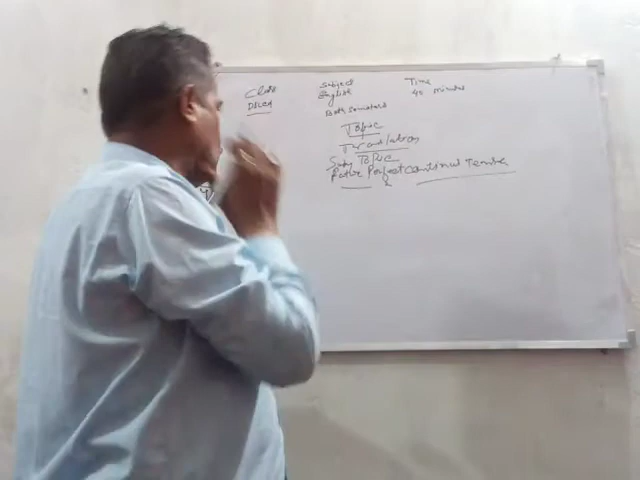 Class Subject Time
DELED English 40 minutes
Both semesters
Topic
Translation
Sub Topic
Future Perfect Continuous Tense